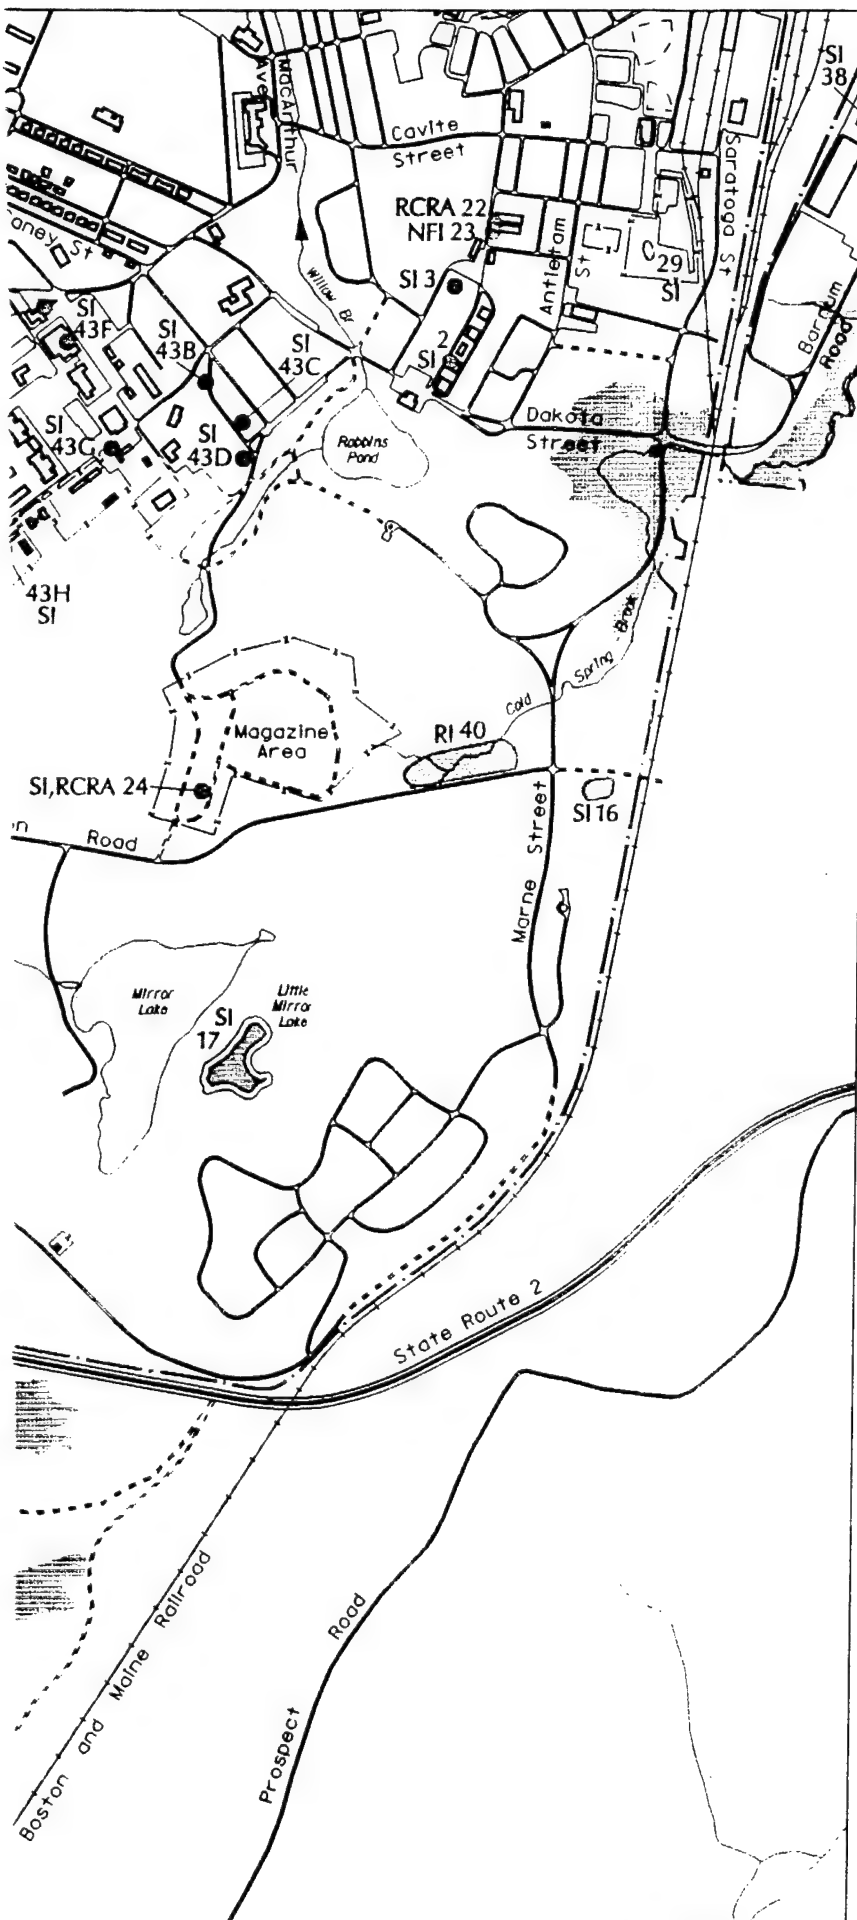 SI
38
MacArthur
Ave
Cavite
Street
Saratoga St
RCRA 22
NFI 23
Antietam
St
C
29
SI
Barnum
Road
Willow Br
SI 3
2
SI
SI
43F
SI
43B
SI
43C
SI
43G
SI
43D
Robbins
Pond
Dakota
Street
43H
SI
Cold Spring Brook
Magazine
Area
RI 40
SI,RCRA 24
SI 16
Road
Marne Street
Mirror
Lake
Little
Mirror
Lake
SI
17
State Route 2
Boston and Maine Railroad
Prospect Road